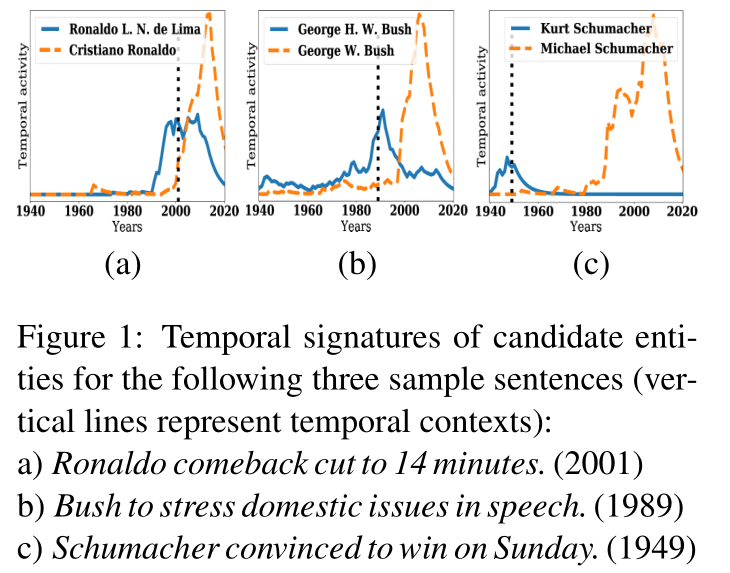 Ronaldo L. N. de Lima
Cristiano Ronaldo
Temporal activity
1940 1960 1980 2000 2020
Years
(a)
George H. W. Bush
George W. Bush
Temporal activity
1940 1960 1980 2000 2020
Years
(b)
Kurt Schumacher
Michael Schumacher
Temporal activity
1940 1960 1980 2000 2020
Years
(c)
Figure 1: Temporal signatures of candidate enti-
ties for the following three sample sentences (ver-
tical lines represent temporal contexts):
a) Ronaldo comeback cut to 14 minutes. (2001)
b) Bush to stress domestic issues in speech. (1989)
c) Schumacher convinced to win on Sunday. (1949)